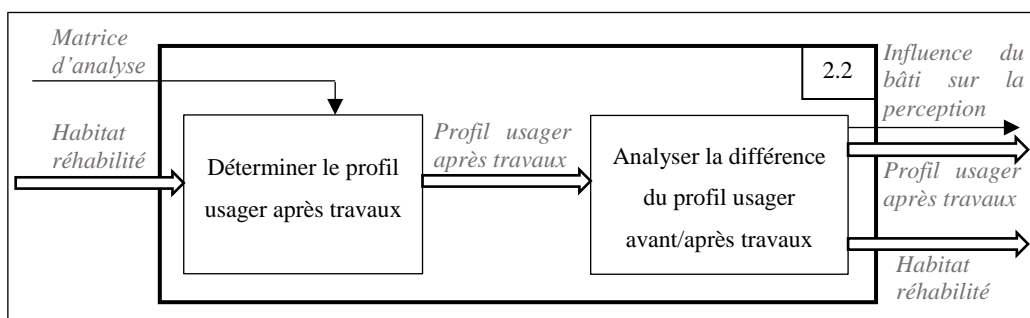 Matrice
d’analyse
2.2
Influence du
bâti sur la
perception
Habitat
réhabilité
Déterminer le profil
usager après travaux
Profil usager
après travaux
Analyser la différence
du profil usager
avant/après travaux
Profil usager
après travaux
Habitat
réhabilité